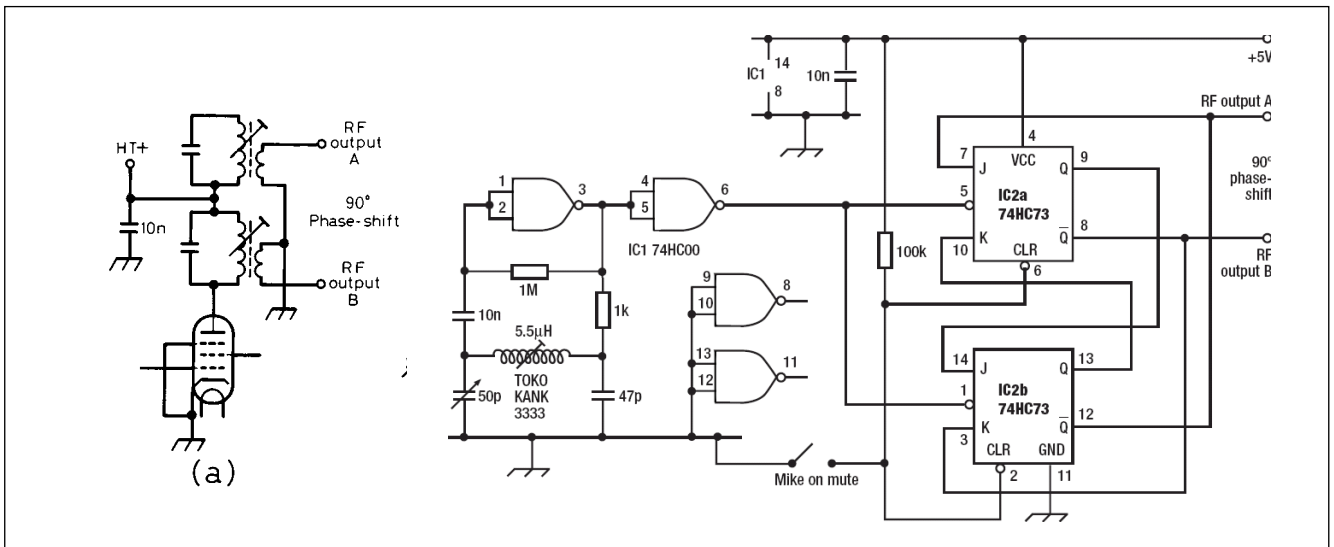 HT+
10n
RF
output
A
90°
Phase-shift
RF
output
B
(a)
1
2
3
4
5
6
IC1 74HC00
1M
10n
1k
5.5µH
TOKO
KANK
3333
50p
47p
9
10
8
13
12
11
Mike on mute
IC1
14
8
10n
100k
+5V
RF output A
90°
phase-
shift
RF
output B
7
J
4
VCC
Q
9
5
IC2a
74HC73
K
10
CLR
6
Q
8
14
J
Q
13
1
IC2b
74HC73
K
3
Q
12
CLR
GND
2
11